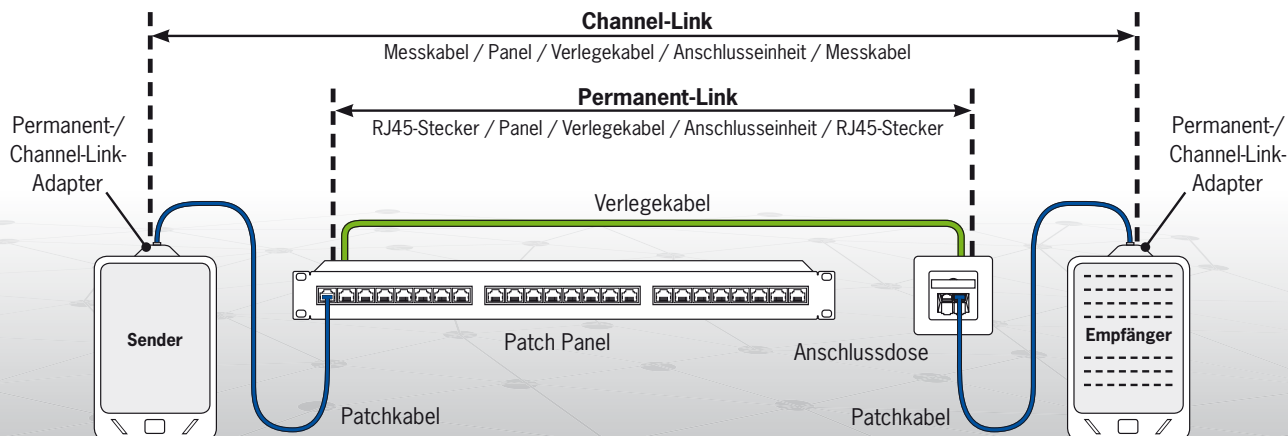 Channel-Link
Messkabel / Panel / Verlegekabel / Anschlusseinheit / Messkabel
Permanent-Link
RJ45-Stecker / Panel / Verlegekabel / Anschlusseinheit / RJ45-Stecker
Permanent-/
Channel-Link-
Adapter
Permanent-/
Channel-Link-
Adapter
Verlegekabel
Sender
Patch Panel
Anschlussdose
Empfänger
Patchkabel
Patchkabel